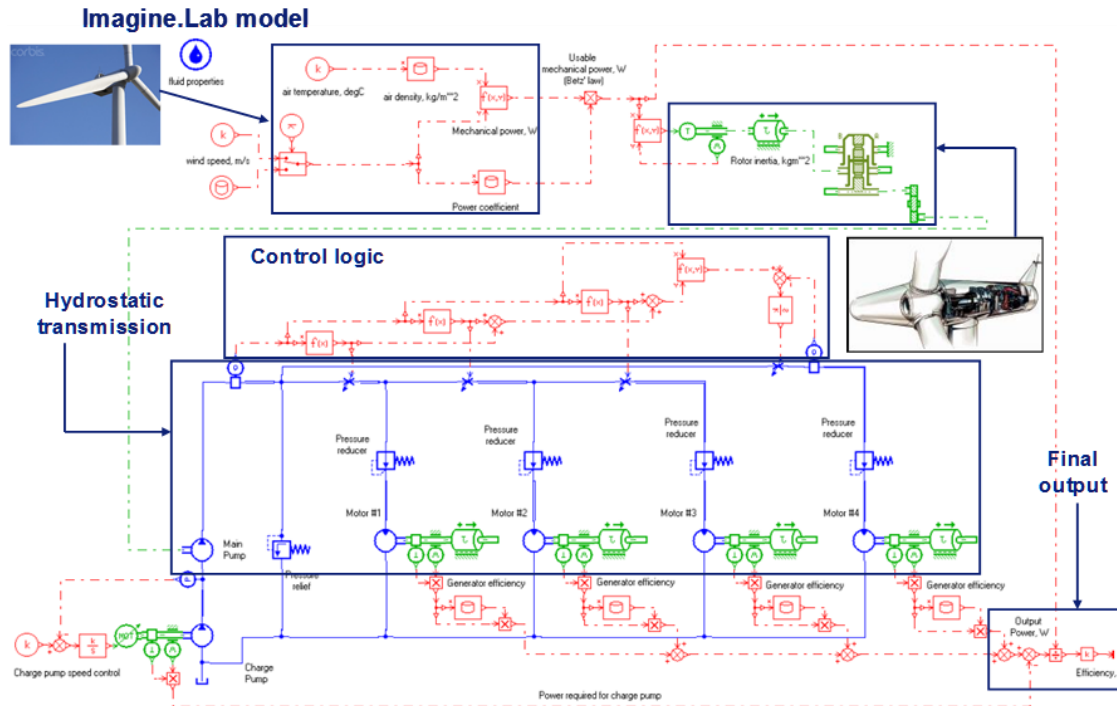 Imagine.Lab model
corbis
fluid properties
k
air temperature, degC
air density, kg/m**2
f(x,y)
Mechanical power, W
Usable
mechanical power, W
(Betz' law)
k
wind speed, m/s
Power coefficient
f(x,y)
T
Rotor inertia, kgm**2
Control logic
f(x)
f(x)
f(x)
f(x,y)
Hydrostatic
transmission
Pressure
reducer
Pressure
reducer
Pressure
reducer
Pressure
reducer
Motor #1
Motor #2
Motor #3
Motor #4
Main
Pump
Pressure
relief
Generator efficiency
Generator efficiency
Generator efficiency
Generator efficiency
Final
output
Output
Power, W
k
Efficiency,
k
MOT
Charge pump speed control
Charge
Pump
Power required for charge pump